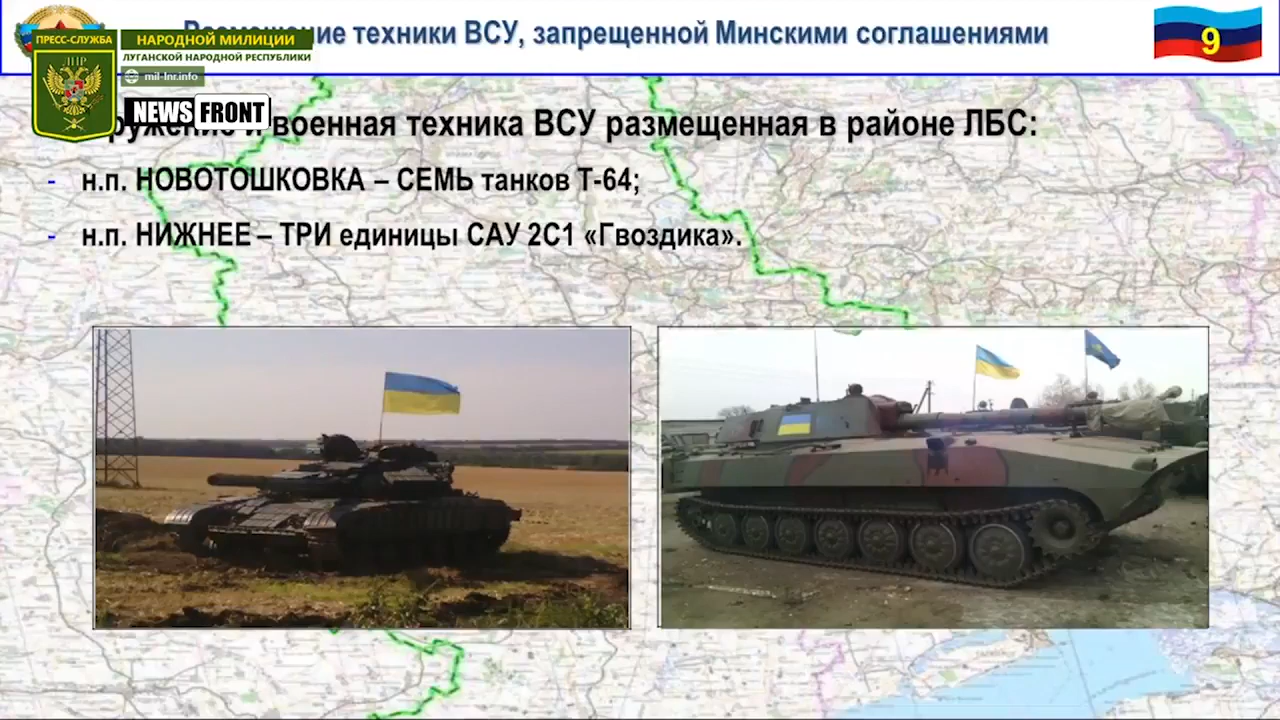 ПРЕСС-СЛУЖБА
НАРОДНОЙ МИЛИЦИИ
ЛУГАНСКОЙ НАРОДНОЙ РЕСПУБЛИКИ
ЛНР
mil-lnr.info
NEWS FRONT
техники ВСУ, запрещенной Минскими соглашениями
9
военная техника ВСУ размещенная в районе ЛБС:
- н.п. НОВОТОШКОВКА – СЕМЬ танков Т-64;
- н.п. НИЖНЕЕ – ТРИ единицы САУ 2С1 «Гвоздика».